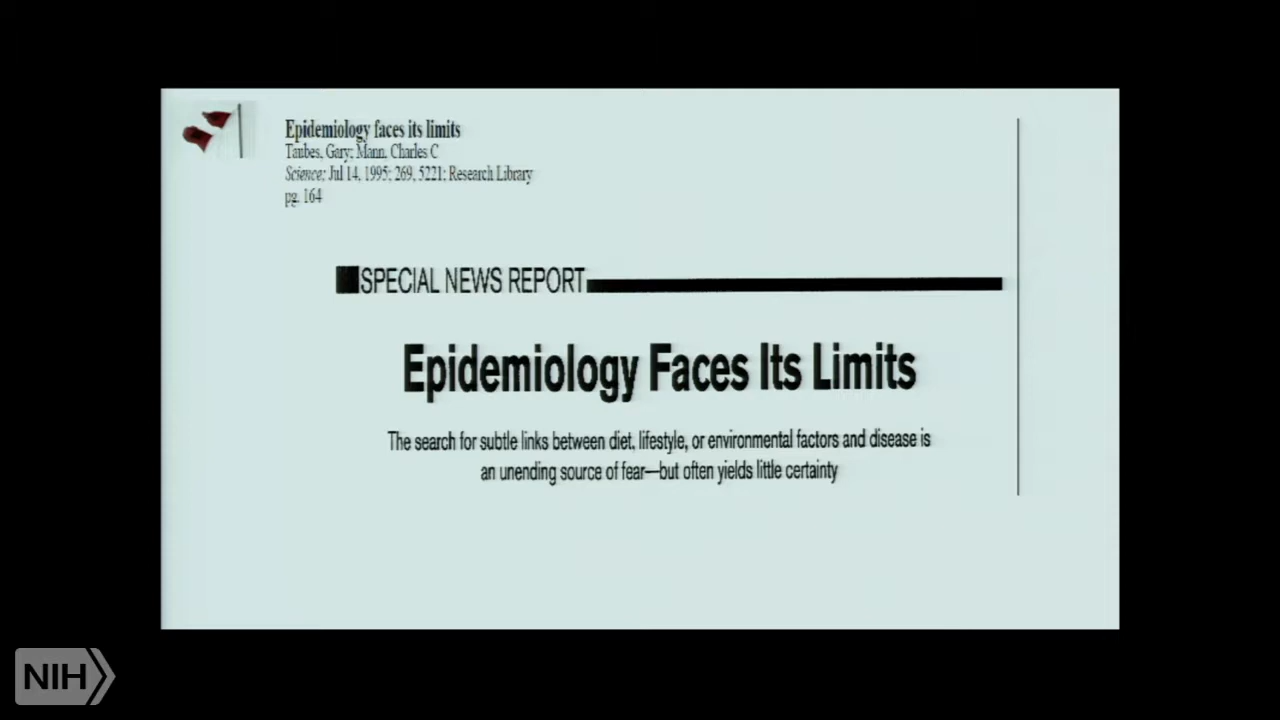 Epidemiology faces its limits
Taubes, Gary; Mann, Charles C
Science; Jul 14, 1995; 269, 5221; Research Library
pg. 164
SPECIAL NEWS REPORT
Epidemiology Faces Its Limits
The search for subtle links between diet, lifestyle, or environmental factors and disease is
an unending source of fear—but often yields little certainty
NIH